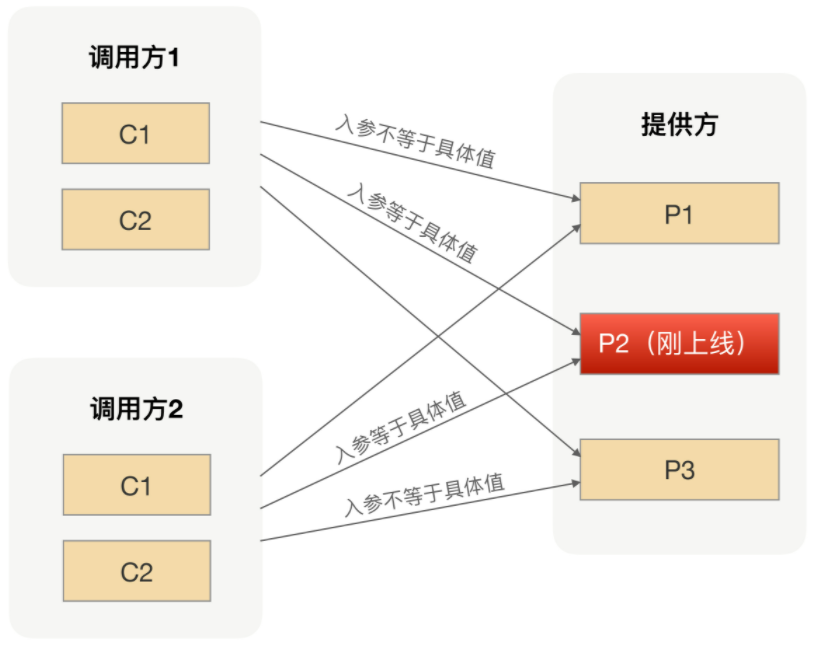 调用方1
C1
C2
入参不等于具体值
入参等于具体值
提供方
P1
P2（刚上线）
P3
调用方2
C1
C2
入参等于具体值
入参不等于具体值